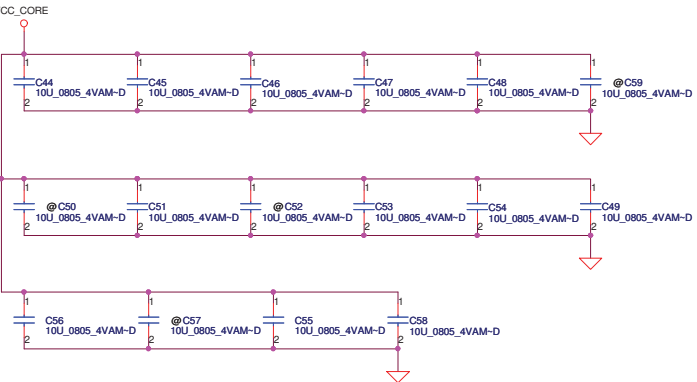 CC_CORE
1 1 1 1 1 1
C44 C45 C46 C47 C48 @C59
10U_0805_4VAM~D 10U_0805_4VAM~D 10U_0805_4VAM~D 10U_0805_4VAM~D 10U_0805_4VAM~D 10U_0805_4VAM~D
2 2 2 2 2 2
1 1 1 1 1 1
@C50 C51 @C52 C53 C54 C49
10U_0805_4VAM~D 10U_0805_4VAM~D 10U_0805_4VAM~D 10U_0805_4VAM~D 10U_0805_4VAM~D 10U_0805_4VAM~D
2 2 2 2 2 2
1 1 1 1
C56 @C57 C55 C58
10U_0805_4VAM~D 10U_0805_4VAM~D 10U_0805_4VAM~D 10U_0805_4VAM~D
2 2 2 2